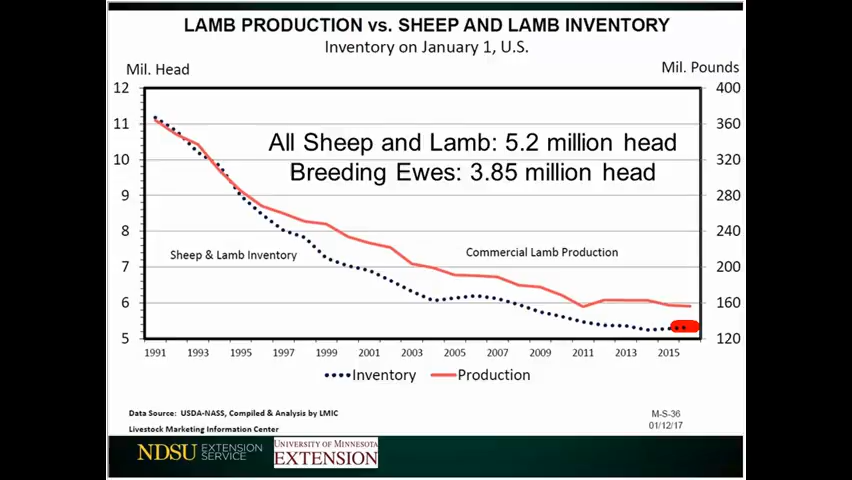 LAMB PRODUCTION vs. SHEEP AND LAMB INVENTORY
Inventory on January 1, U.S.
Mil. Head
Mil. Pounds
12
11
10
9
8
7
6
5
400
360
320
280
240
200
160
120
All Sheep and Lamb: 5.2 million head
Breeding Ewes: 3.85 million head
Sheep & Lamb Inventory
Commercial Lamb Production
1991 1993 1995 1997 1999 2001 2003 2005 2007 2009 2011 2013 2015
Inventory Production
Data Source: USDA-NASS, Compiled & Analysis by LMIC
Livestock Marketing Information Center
M-S-36
01/12/17
NDSU EXTENSION SERVICE
UNIVERSITY OF MINNESOTA
EXTENSION